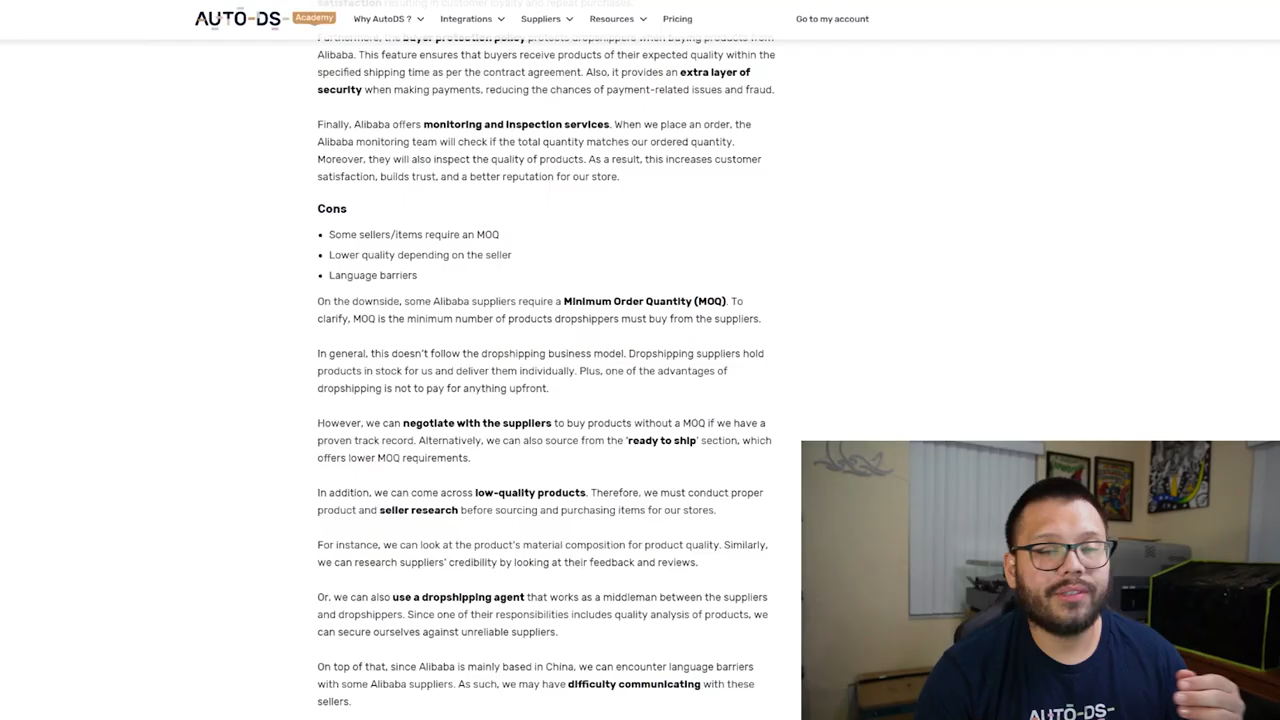 satisfaction resulting in customer loyalty and repeat purchases.
AUTO-DS Academy Why AutoDS ? Integrations Suppliers Resources Pricing Go to my account
Furthermore, the buyer protection policy protects dropshippers when buying products from
Alibaba. This feature ensures that buyers receive products of their expected quality within the
specified shipping time as per the contract agreement. Also, it provides an extra layer of
security when making payments, reducing the chances of payment-related issues and fraud.
Finally, Alibaba offers monitoring and inspection services. When we place an order, the
Alibaba monitoring team will check if the total quantity matches our ordered quantity.
Moreover, they will also inspect the quality of products. As a result, this increases customer
satisfaction, builds trust, and a better reputation for our store.
Cons
• Some sellers/items require an MOQ
• Lower quality depending on the seller
• Language barriers
On the downside, some Alibaba suppliers require a Minimum Order Quantity (MOQ). To
clarify, MOQ is the minimum number of products dropshippers must buy from the suppliers.
In general, this doesn't follow the dropshipping business model. Dropshipping suppliers hold
products in stock for us and deliver them individually. Plus, one of the advantages of
dropshipping is not to pay for anything upfront.
However, we can negotiate with the suppliers to buy products without a MOQ if we have a
proven track record. Alternatively, we can also source from the 'ready to ship' section, which
offers lower MOQ requirements.
In addition, we can come across low-quality products. Therefore, we must conduct proper
product and seller research before sourcing and purchasing items for our stores.
For instance, we can look at the product's material composition for product quality. Similarly,
we can research suppliers' credibility by looking at their feedback and reviews.
Or, we can also use a dropshipping agent that works as a middleman between the suppliers
and dropshippers. Since one of their responsibilities includes quality analysis of products, we
can secure ourselves against unreliable suppliers.
On top of that, since Alibaba is mainly based in China, we can encounter language barriers
with some Alibaba suppliers. As such, we may have difficulty communicating with these
sellers.
AUTO-DS-